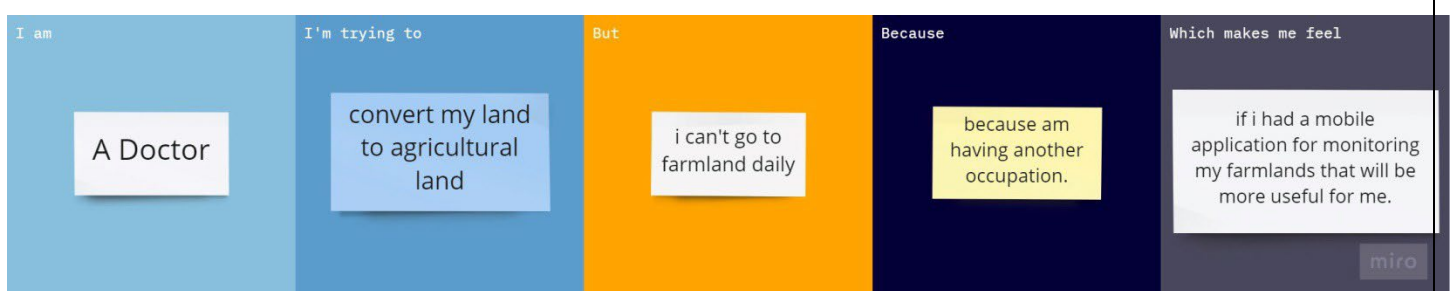 I am
A Doctor
I'm trying to
convert my land
to agricultural
land
But
i can't go to
farmland daily
Because
because am
having another
occupation.
Which makes me feel
if i had a mobile
application for monitoring
my farmlands that will be
more useful for me.
miro